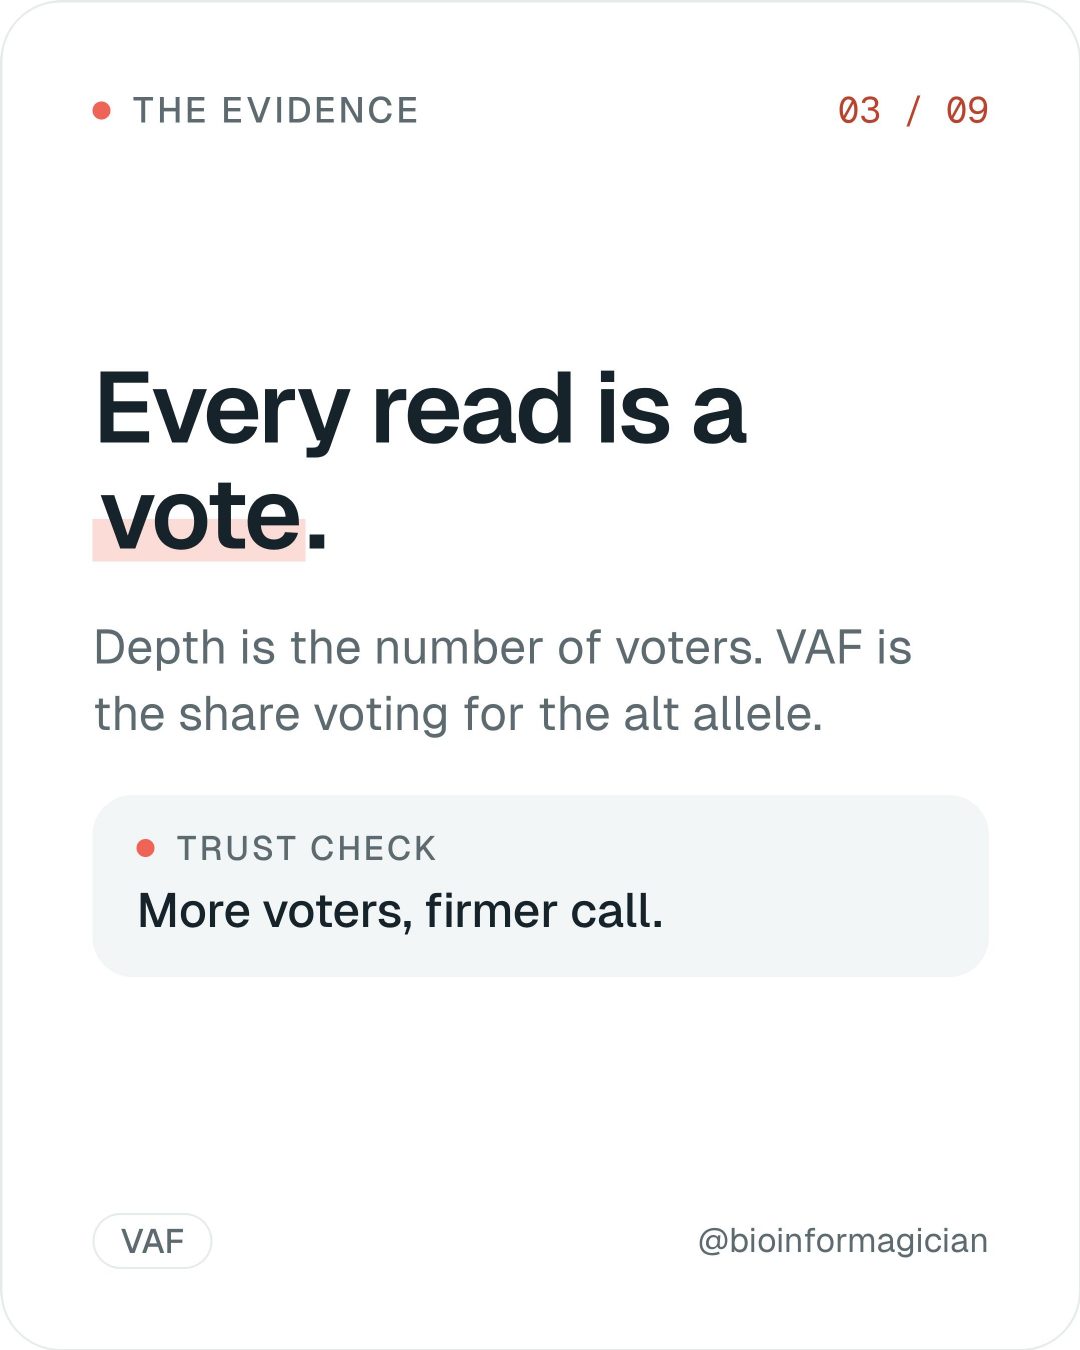 THE EVIDENCE
03 / 09
Every read is a
vote.
Depth is the number of voters. VAF is
the share voting for the alt allele.
TRUST CHECK
More voters, firmer call.
VAF
@bioinformagician